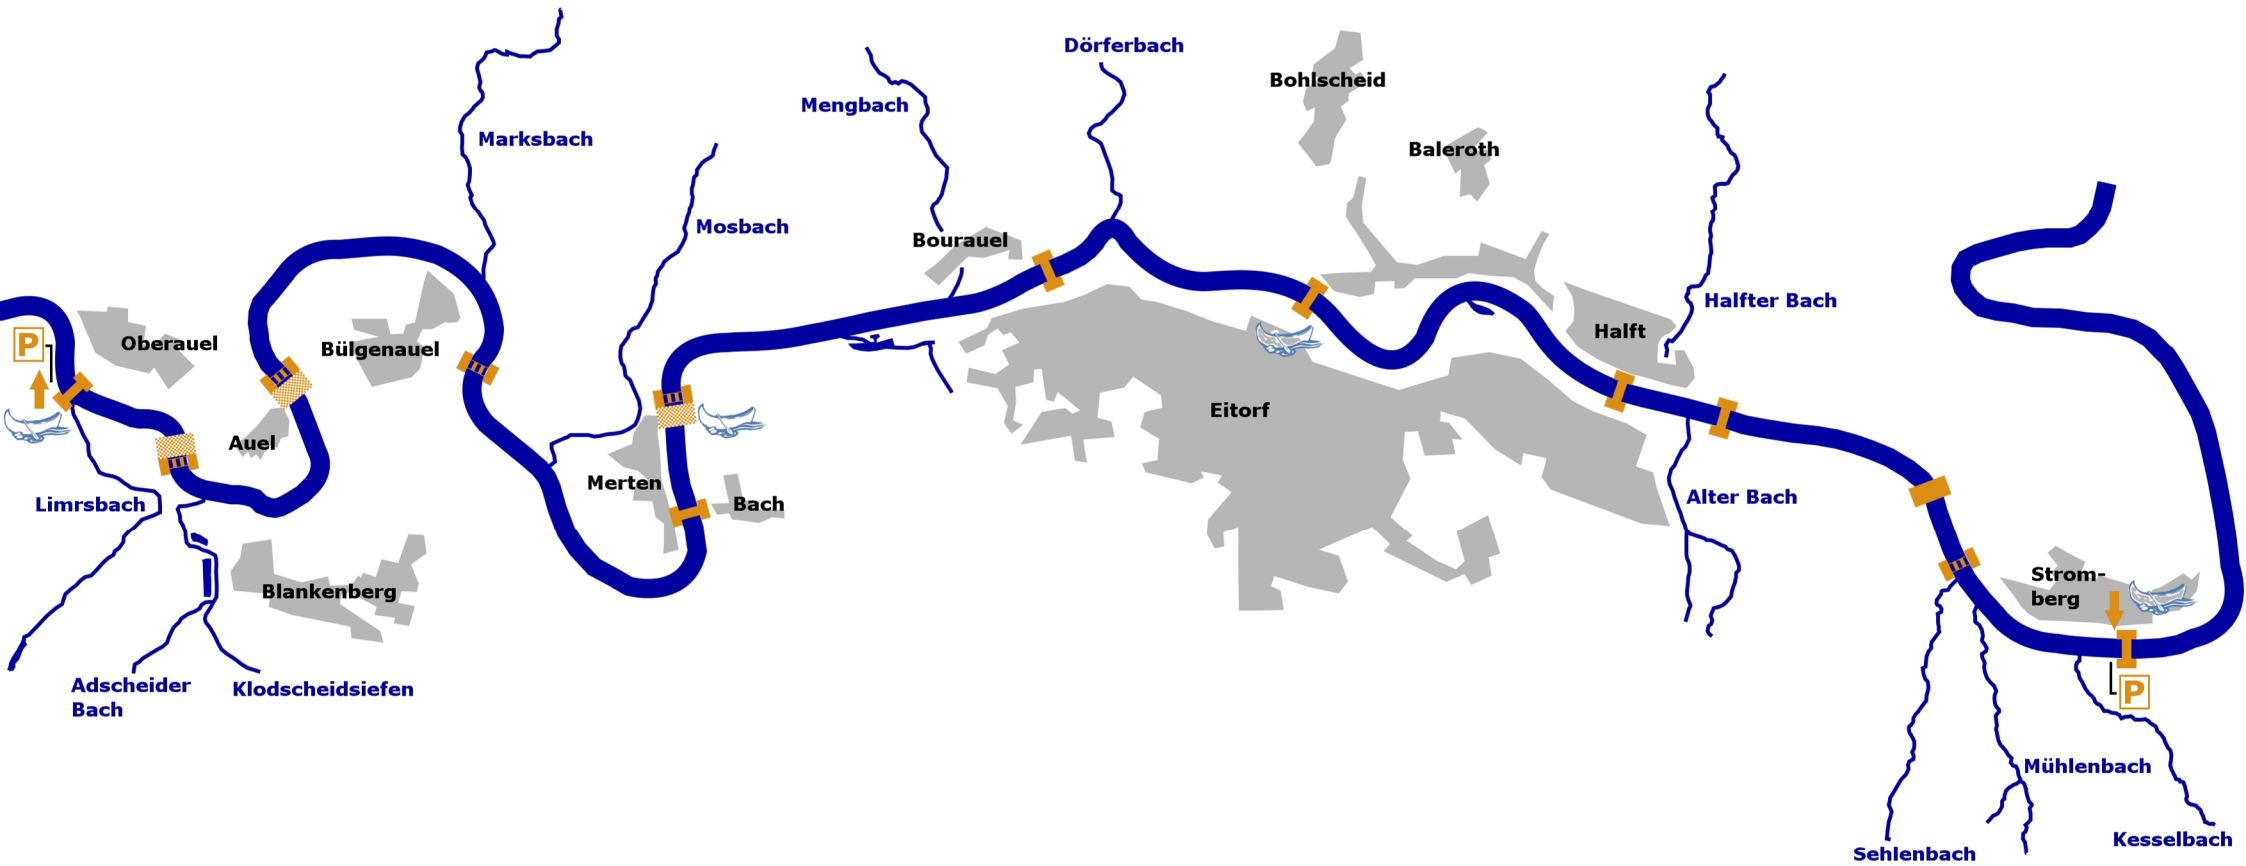 Dörferbach
Bohlscheid
Mengbach
Marksbach
Baleroth
Mosbach
Bourauel
Halfter Bach
P
Oberauel
Bülgenauel
Halft
Eitorf
Auel
Merten
Bach
Alter Bach
Limrsbach
Blankenberg
Strom-
berg
Adscheider
Bach
Klodscheidsiefen
P
Mühlenbach
Kesselbach
Sehlenbach